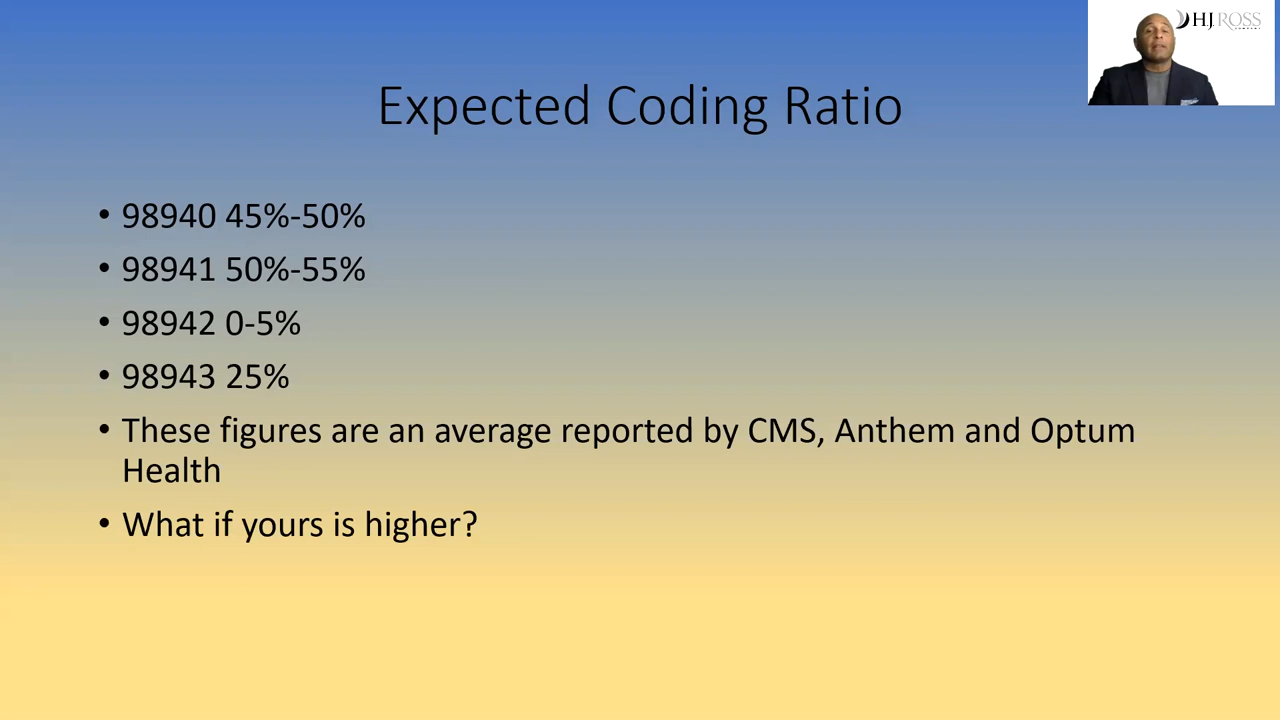 H.J. ROSS
Expected Coding Ratio
• 98940 45%-50%
• 98941 50%-55%
• 98942 0-5%
• 98943 25%
• These figures are an average reported by CMS, Anthem and Optum
Health
• What if yours is higher?